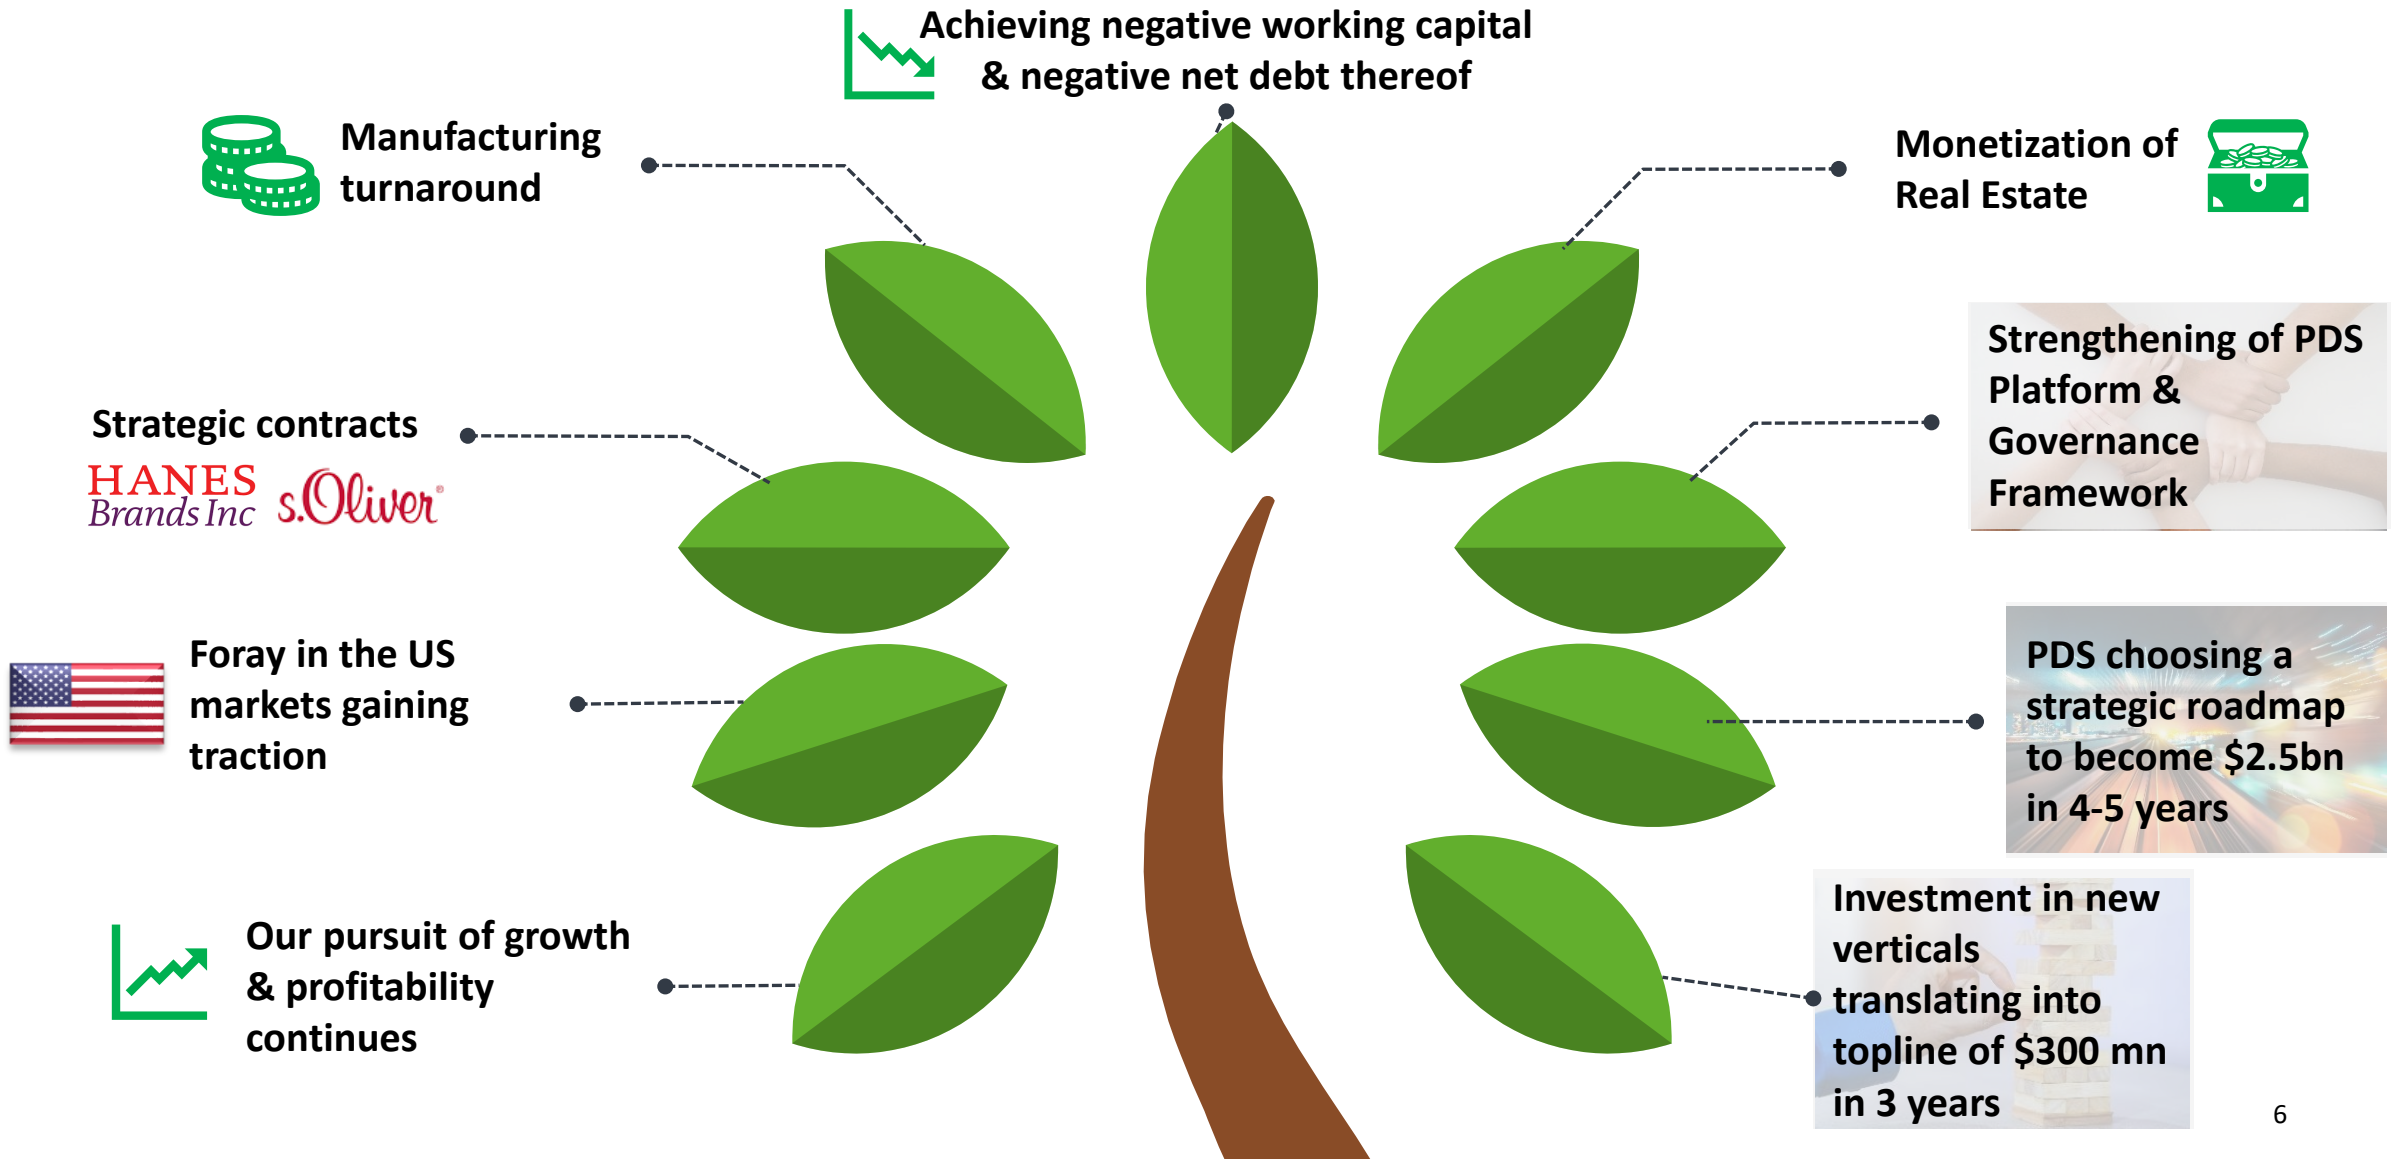 Achieving negative working capital
& negative net debt thereof
Manufacturing
turnaround
Monetization of
Real Estate
Strategic contracts
HANES
Brands Inc
s.Oliver®
Strengthening of PDS
Platform &
Governance
Framework
Foray in the US
markets gaining
traction
PDS choosing a
strategic roadmap
to become $2.5bn
in 4-5 years
Our pursuit of growth
& profitability
continues
Investment in new
verticals
translating into
topline of $300 mn
in 3 years
6